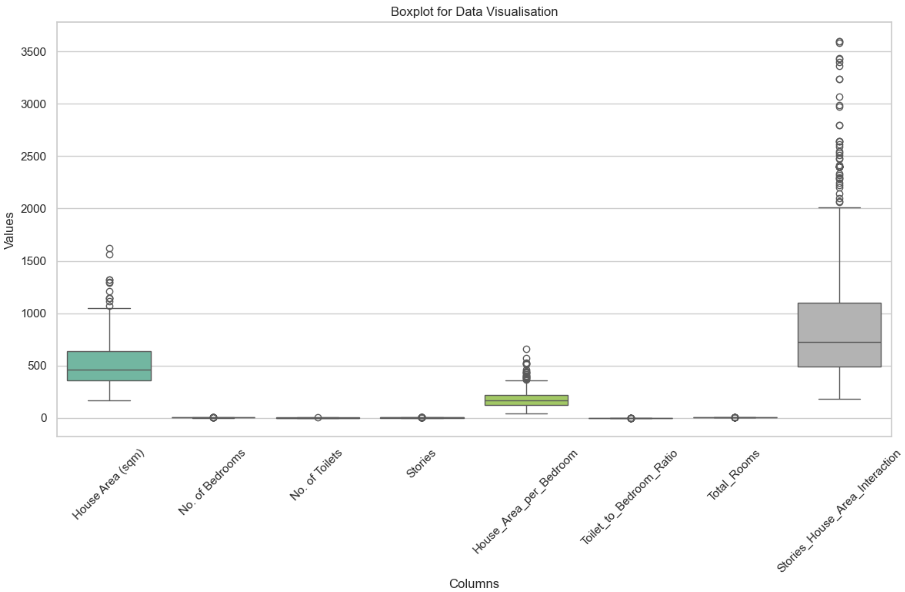 Boxplot for Data Visualisation
3500
3000
2500
2000
1500
1000
500
0
Values
House Area (sqm)
No. of Bedrooms
No. of Toilets
Stories
House_Area_per_Bedroom
Toilet_to_Bedroom_Ratio
Total_Rooms
Stories_House_Area_Interaction
Columns